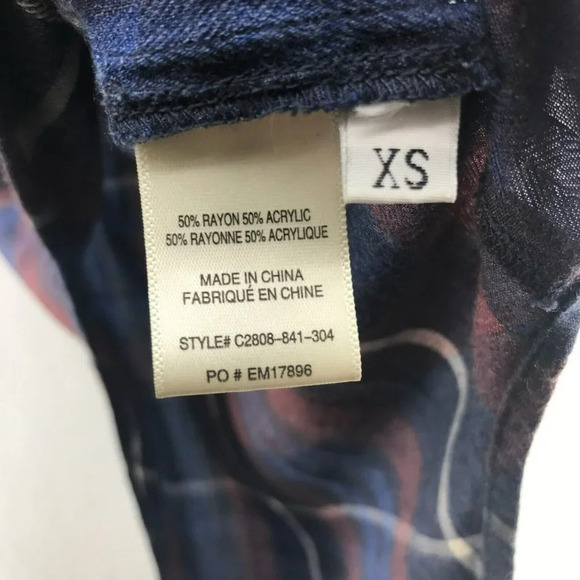 XS
50% RAYON 50% ACRYLIC
50% RAYONNE 50% ACRYLIQUE
MADE IN CHINA
FABRIQUÉ EN CHINE
STYLE# C2808-841-304
PO # EM17896